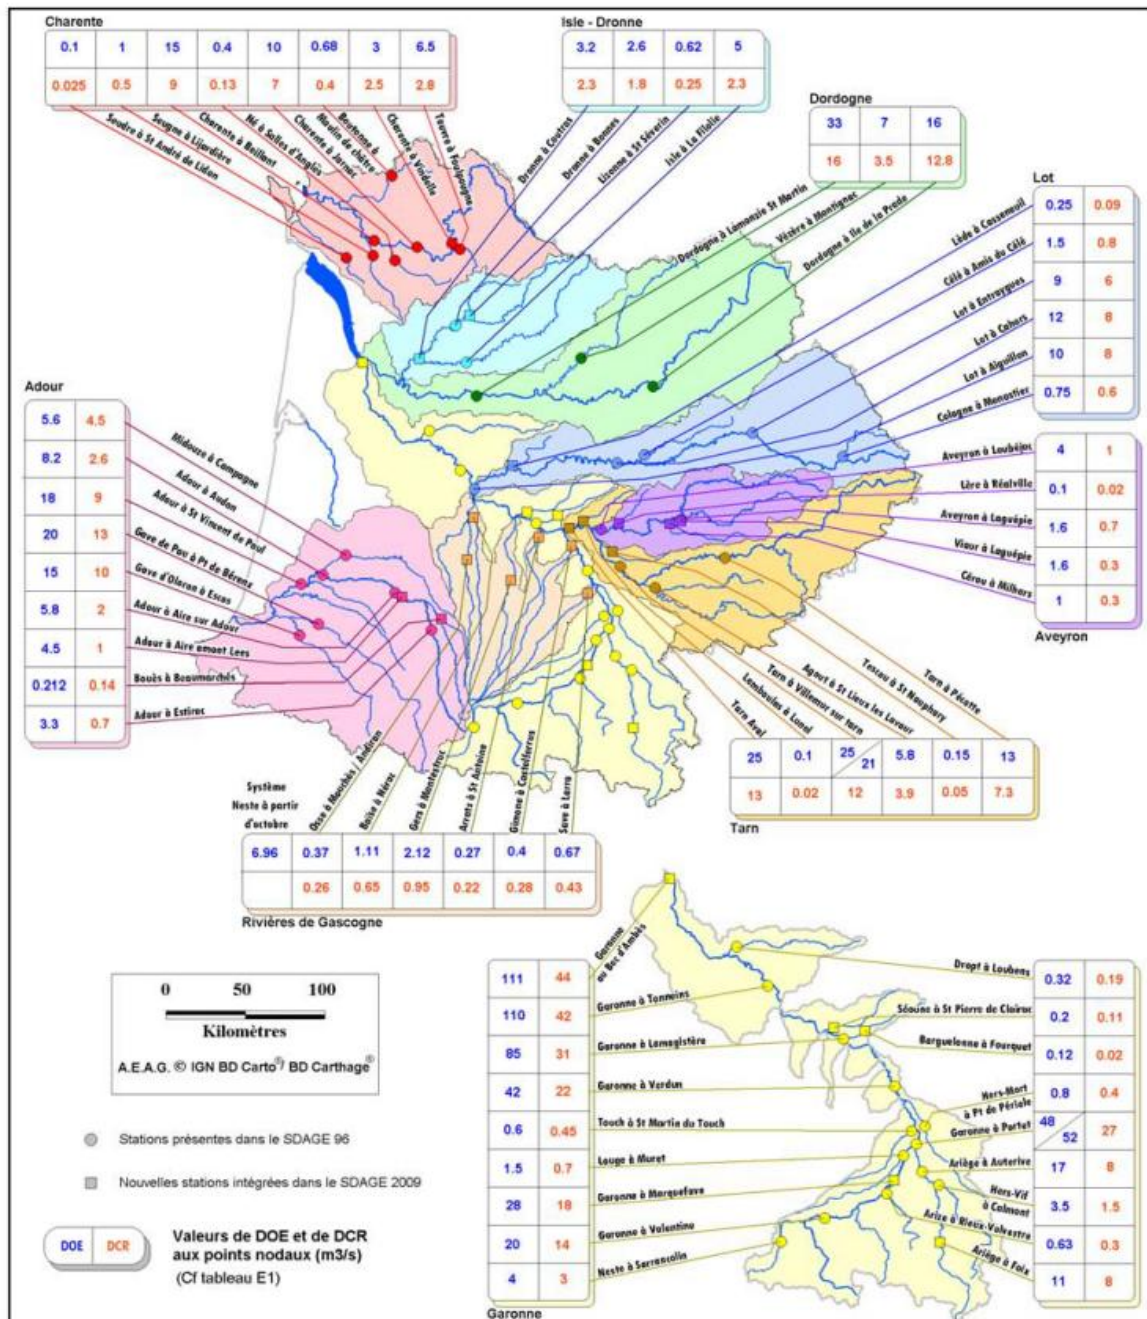 Charente
0.1 1 15 0.4 10 0.68 3 6.5
0.025 0.5 9 0.13 7 0.4 2.5 2.8
Seudre à St André de Lidon
Seugne à Lijardière
Charente à Beillant
Né à Salles d'Angles
Charente à Jarnac
Boutonne à
Moulin de châtre
Charente à Vindelle
Touvre à Foulpougne
Isle - Dronne
3.2 2.6 0.62 5
2.3 1.8 0.25 2.3
Dronne à Coutras
Dronne à Bonnes
Lizonne à St Séverin
Isle à La Filolie
Dordogne
33 7 16
16 3.5 12.8
Dordogne à Lamonzie St Martin
Vézère à Montignac
Dordogne à Ile de la Prade
Lot
0.25 0.09
1.5 0.8
9 6
12 8
10 8
0.75 0.6
Lède à Casseneuil
Célé à Amis du Célé
Lot à Entraygues
Lot à Cahors
Lot à Aiguillon
Cologne à Monastier
Adour
5.6 4.5
8.2 2.6
18 9
20 13
15 10
5.8 2
4.5 1
0.212 0.14
3.3 0.7
Midouze à Campagne
Adour à Audon
Adour à St Vincent de Paul
Gave de Pau à Pt de Bérenx
Gave d'Oloron à Escos
Adour à Aire sur Adour
Adour à Aire amont Lees
Bouès à Beaumarchés
Adour à Estirac
Aveyron à Loubéjac
Lère à Réalville
Aveyron à Laguépie
Viaur à Laguépie
Cérou à Milhars
4 1
0.1 0.02
1.6 0.7
1.6 0.3
1 0.3
Aveyron
Tarn Aval
Lemboulas à Lunel
Tarn à Villemur sur tarn
Agout à St Lieux les Lavaur
Tescou à St Nauphary
Tarn à Pécotte
25 0.1 25 21 5.8 0.15 13
13 0.02 12 3.9 0.05 7.3
Tarn
Système
Neste à partir
d'octobre
Osse à Mouchès / Andiran
Baïse à Nérac
Gers à Montestruc
Arrats à St Antoine
Gimone à Castelferrus
Save à Larra
6.96 0.37 1.11 2.12 0.27 0.4 0.67
0.26 0.65 0.95 0.22 0.28 0.43
Rivières de Gascogne
0 50 100
Kilomètres
A.E.A.G. © IGN BD Carto® / BD Carthage®
Stations présentes dans le SDAGE 96
Nouvelles stations intégrées dans le SDAGE 2009
DOE DCR
Valeurs de DOE et de DCR
aux points nodaux (m3/s)
(Cf tableau E1)
111 44
110 42
85 31
42 22
0.6 0.45
1.5 0.7
28 18
20 14
4 3
Garonne
Garonne
au Bec d'Ambès
Garonne à Tonneins
Garonne à Lamagistère
Garonne à Verdun
Touch à St Martin du Touch
Louge à Muret
Garonne à Marquefave
Garonne à Valentine
Neste à Sarrancolin
Dropt à Loubens
Séoune à St Pierre de Clairac
Barguelonne à Fourquet
Hers-Mort
à Pt de Périole
Garonne à Portet
Ariège à Auterive
Hers-Vif
à Calmont
Arize à Rieux-Volvestre
Ariège à Foix
0.32 0.19
0.2 0.11
0.12 0.02
0.8 0.4
48 52 27
17 8
3.5 1.5
0.63 0.3
11 8